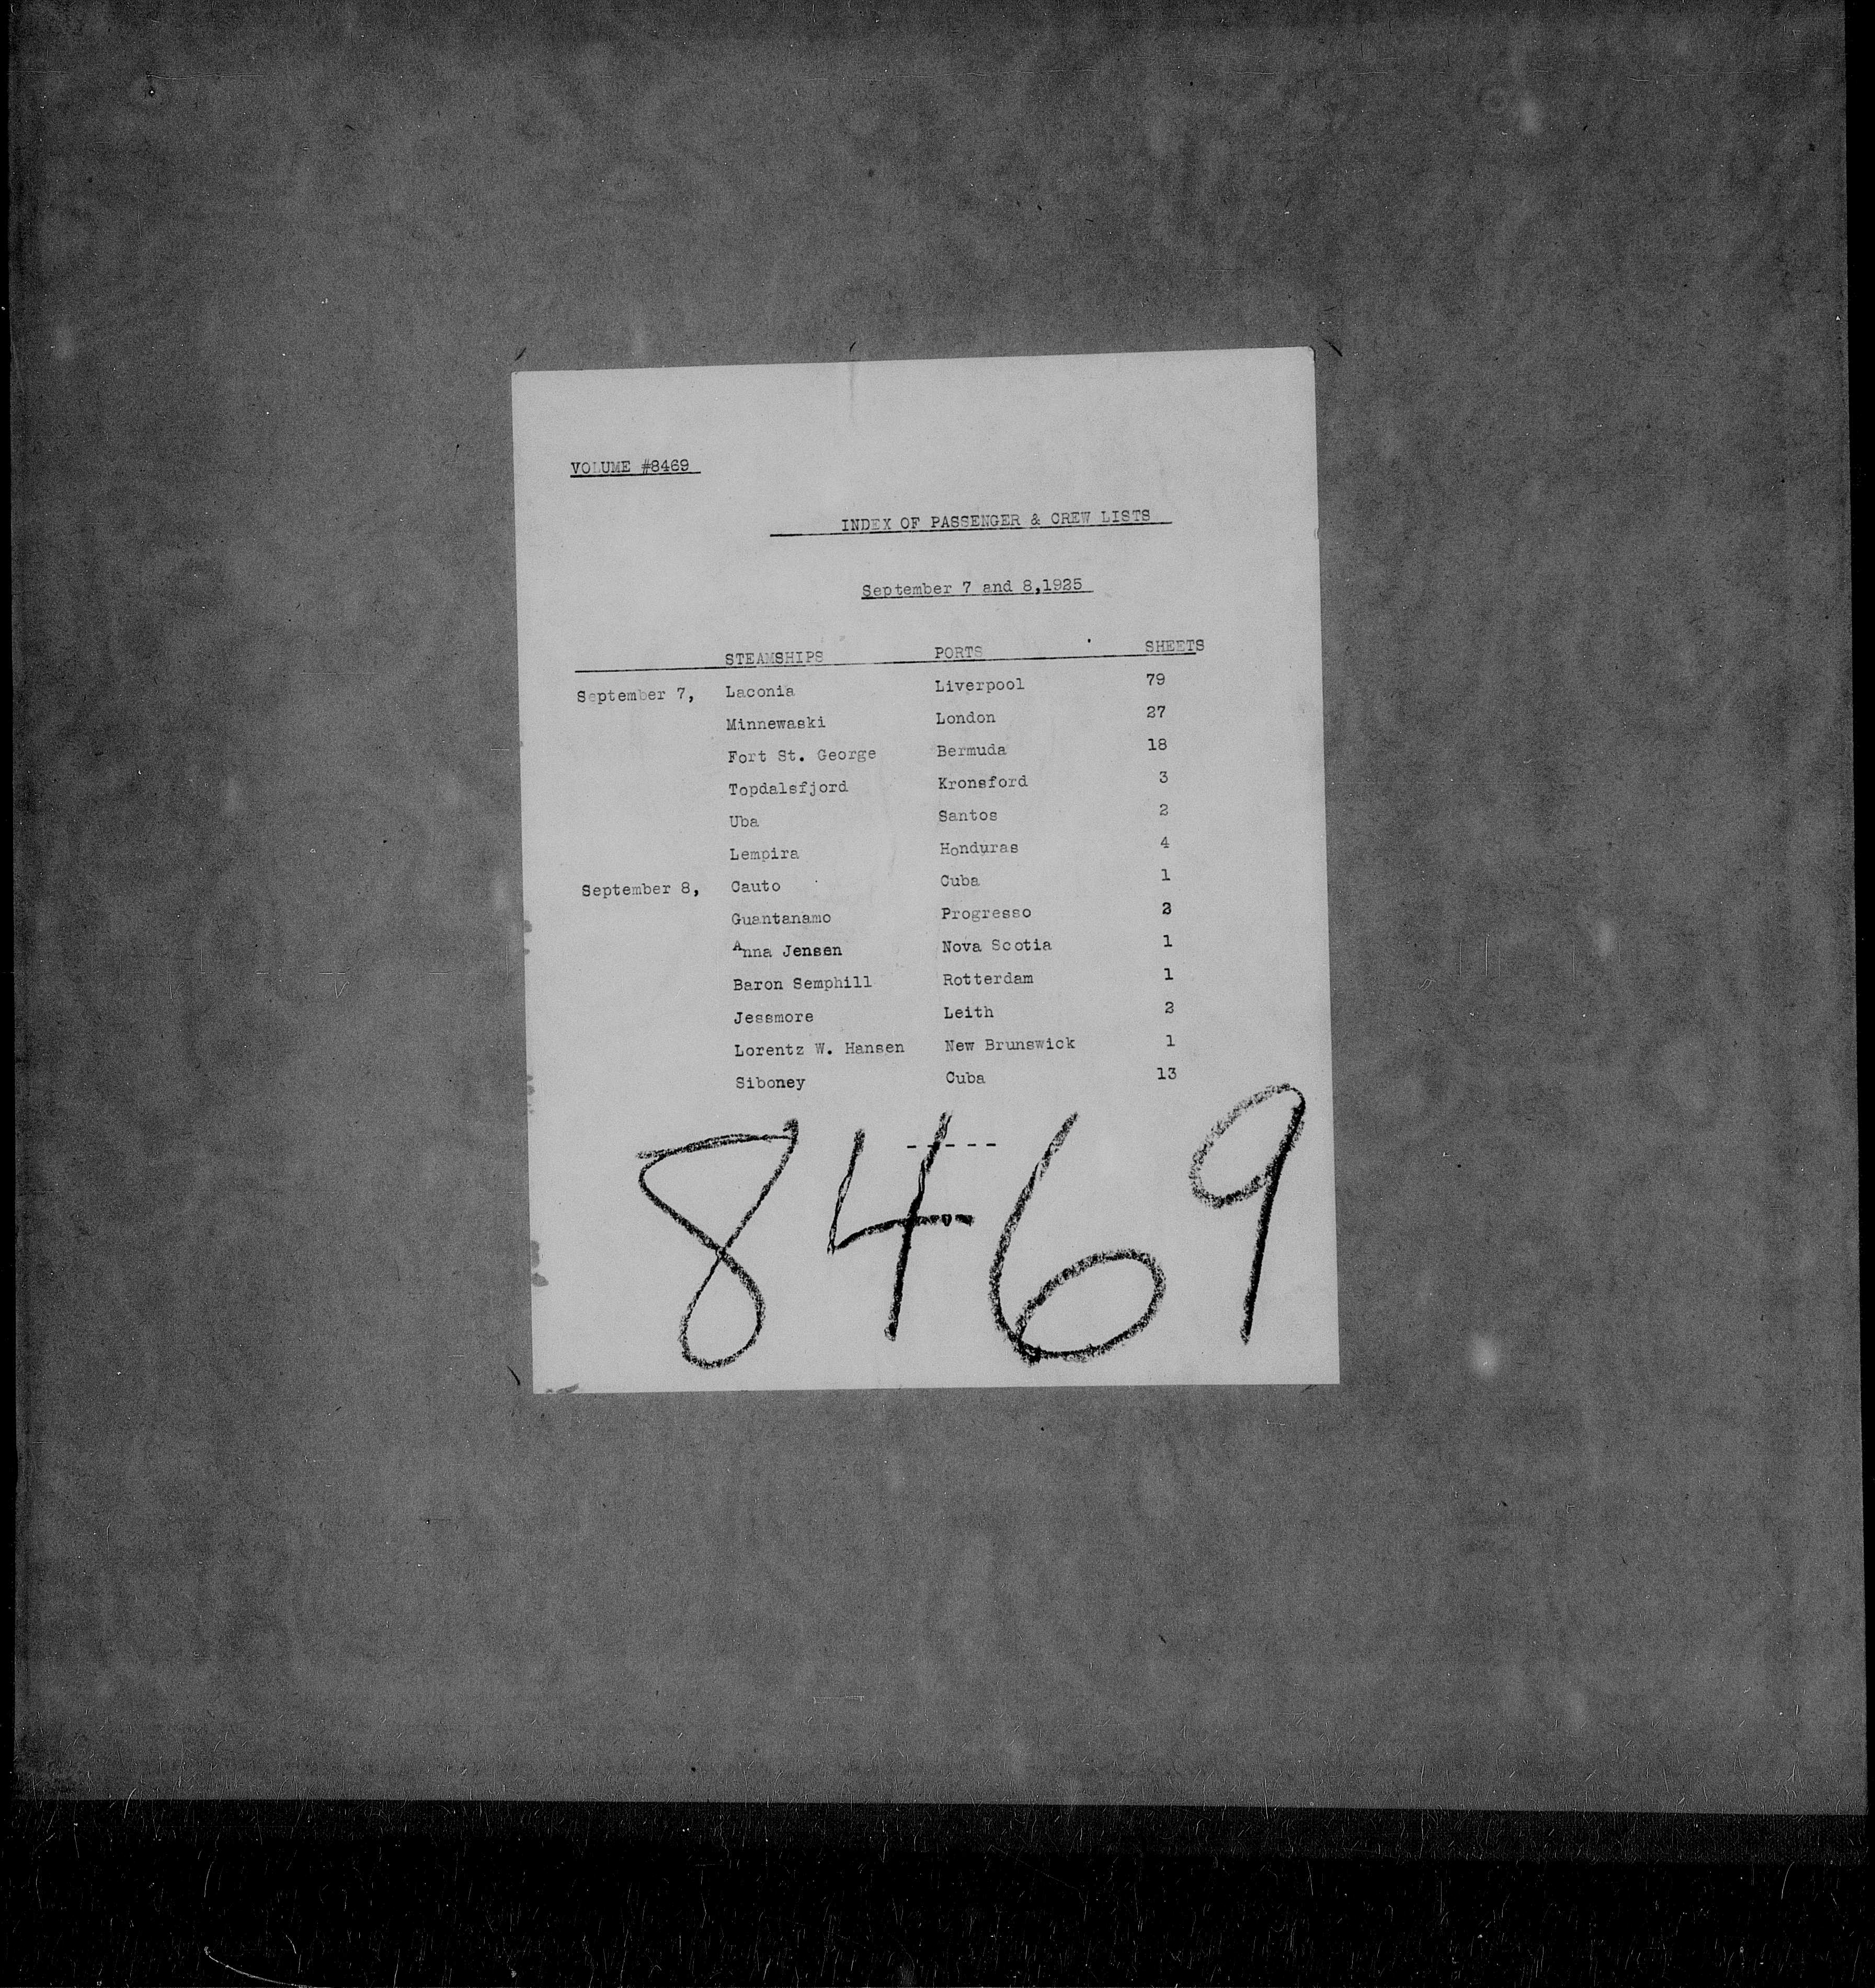 VOLUME #8469
INDEX OF PASSENGER & CREW LISTS
September 7 and 8,1925
STEAMSHIPS PORTS SHEETS
September 7, Laconia Liverpool 79
Minnewaski London 27
Fort St. George Bermuda 18
Topdalsfjord Kronsford 3
Uba Santos 2
Lempira Honduras 4
September 8, Cauto Cuba 1
Guantanamo Progresso
Anna Jensen Nova Scotia 1
Baron Semphill Rotterdam 1
Jessmore Leith 2
Lorentz W. Hansen New Brunswick 1
Siboney Cuba 13
-----
8469